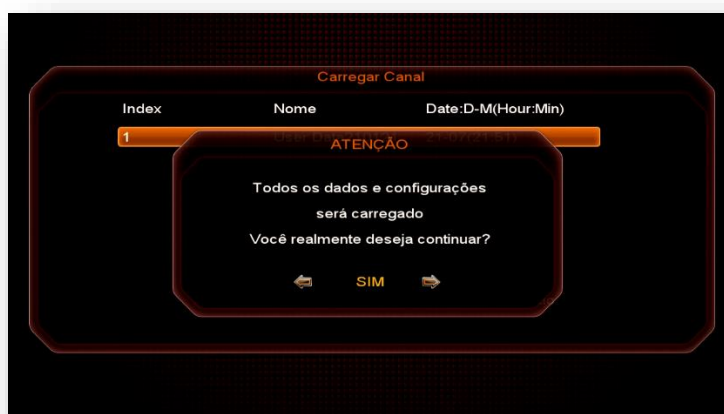 Carregar Canal
Index Nome Date:D-M(Hour:Min)
1
ATENÇÃO
Todos os dados e configurações
será carregado
Você realmente deseja continuar?
SIM